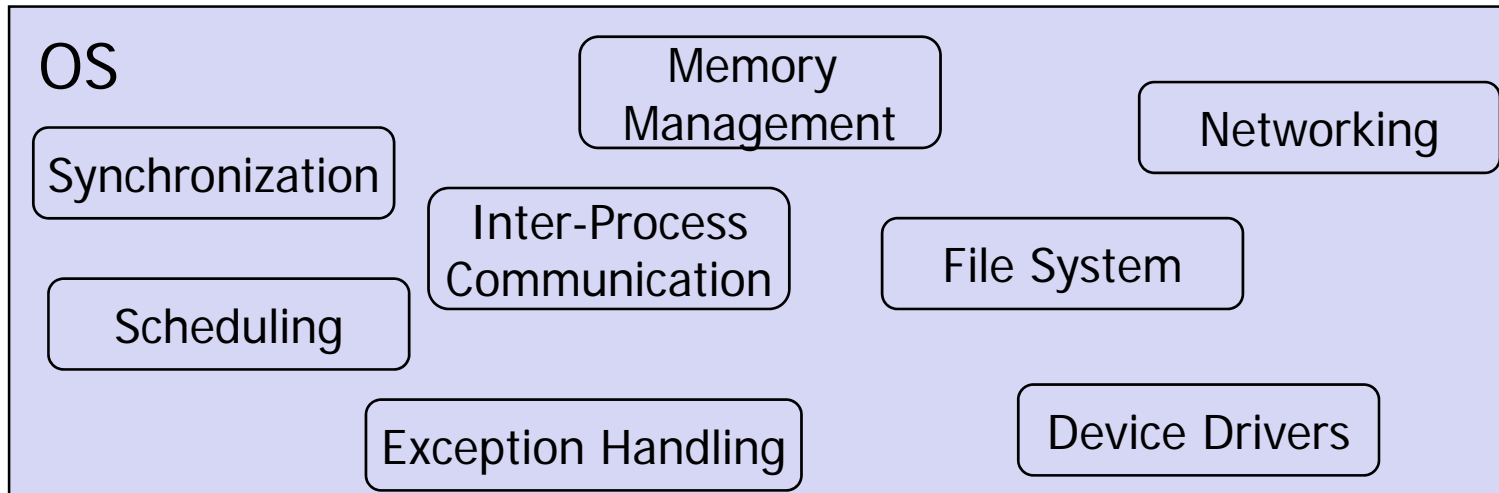 OS
Memory
Management
Networking
Synchronization
Inter-Process
Communication
File System
Scheduling
Exception Handling
Device Drivers